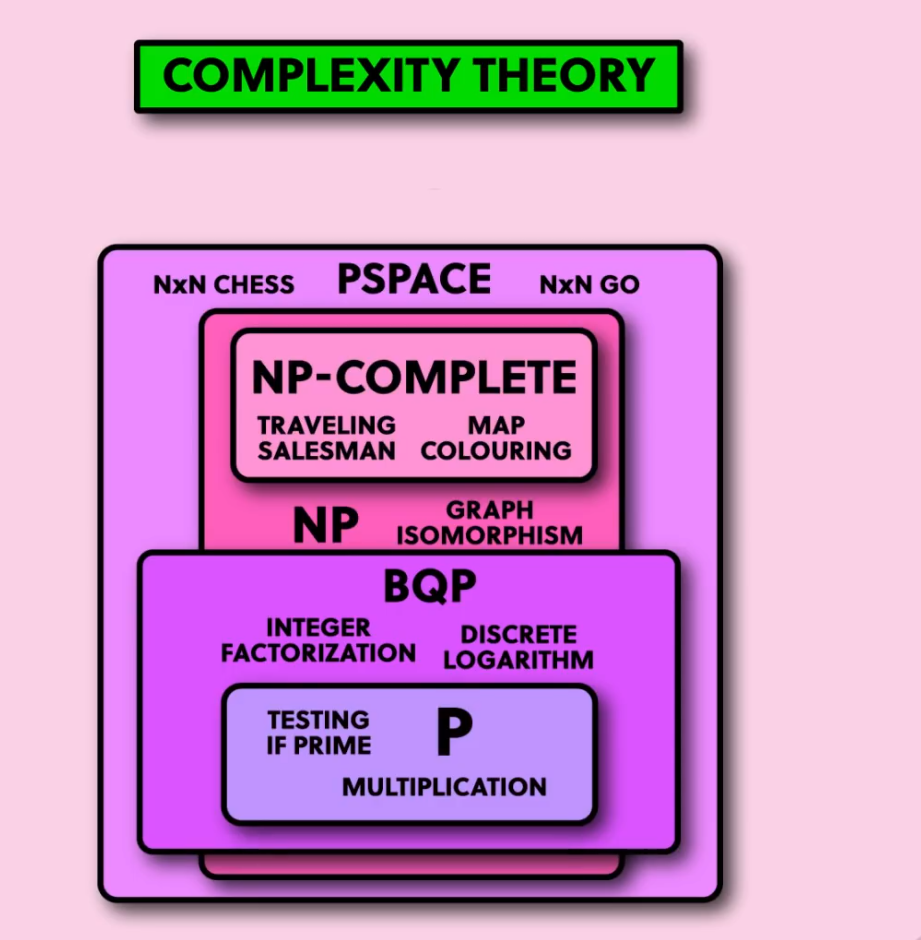 COMPLEXITY THEORY
NxN CHESS PSPACE NxN GO
NP-COMPLETE
TRAVELING
SALESMAN
MAP
COLOURING
NP
GRAPH
ISOMORPHISM
BQP
INTEGER
FACTORIZATION
DISCRETE
LOGARITHM
TESTING
IF PRIME
P
MULTIPLICATION